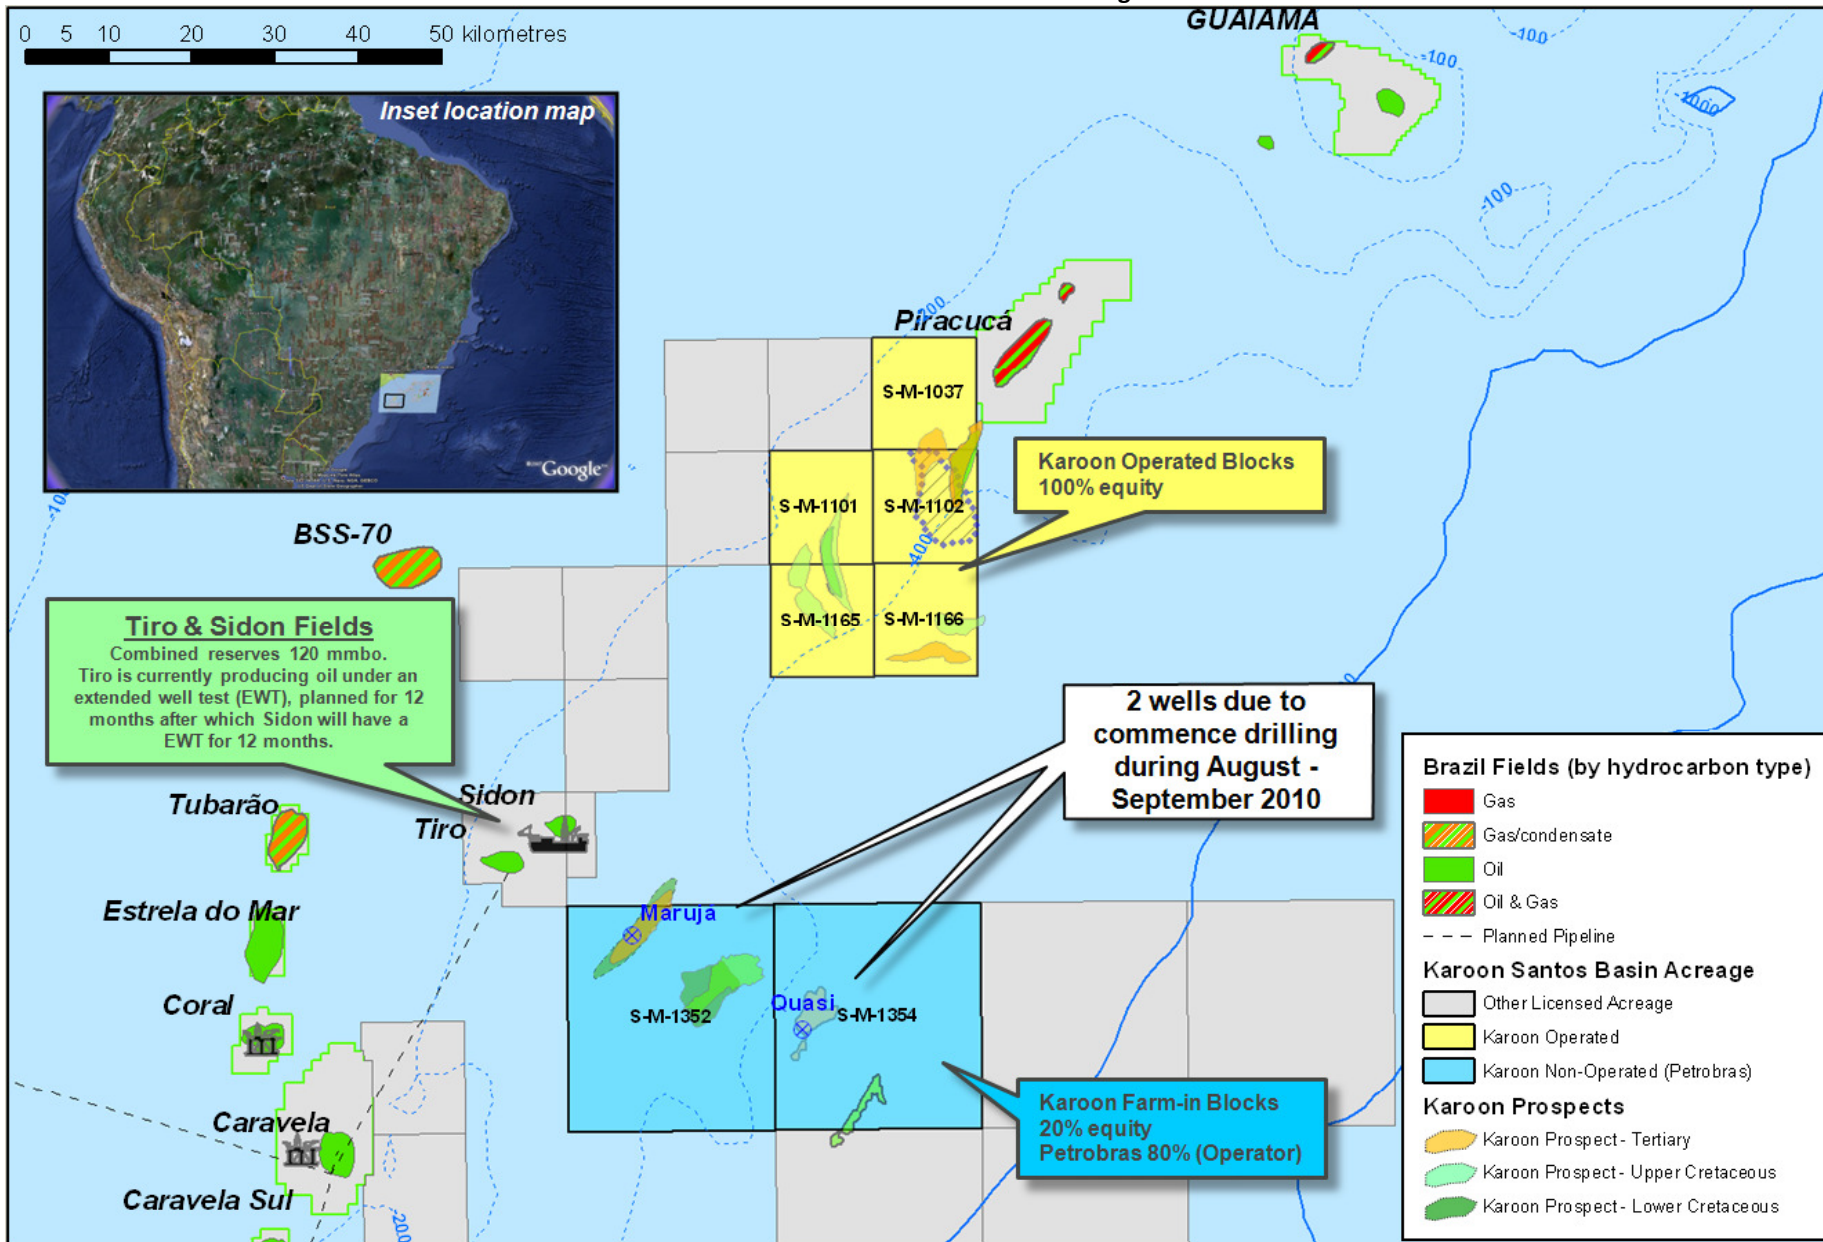 GUAIAMA
0 5 10 20 30 40 50 kilometres
Inset location map
Google
-100
-100
-1000
-100
-200
Piracucá
S-M-1037
Karoon Operated Blocks
100% equity
S-M-1101
S-M-1102
-400
BSS-70
S-M-1165
S-M-1166
Tiro & Sidon Fields
Combined reserves 120 mmbo.
Tiro is currently producing oil under an
extended well test (EWT), planned for 12
months after which Sidon will have a
EWT for 12 months.
2 wells due to
commence drilling
during August -
September 2010
Sidon
Tiro
Tubarão
Estrela do Mar
Coral
Caravela
Caravela Sul
-200
Maruja
Quasi
S-M-1352
S-M-1354
Karoon Farm-in Blocks
20% equity
Petrobras 80% (Operator)
Brazil Fields (by hydrocarbon type)
Gas
Gas/condensate
Oil
Oil & Gas
Planned Pipeline
Karoon Santos Basin Acreage
Other Licensed Acreage
Karoon Operated
Karoon Non-Operated (Petrobras)
Karoon Prospects
Karoon Prospect - Tertiary
Karoon Prospect - Upper Cretaceous
Karoon Prospect - Lower Cretaceous